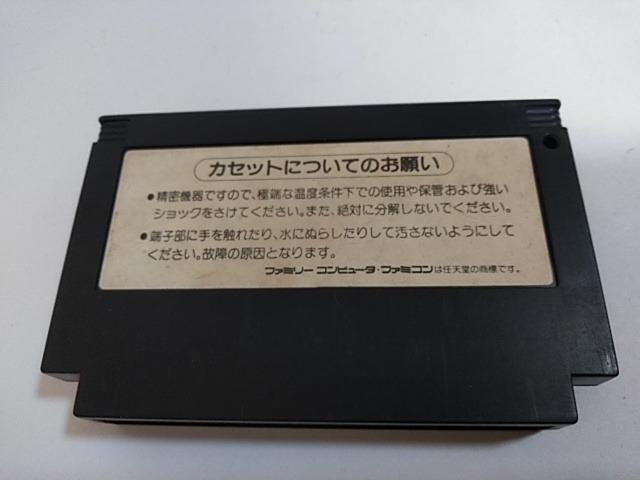 カセットについてのお願い
●精密機器ですので、極端な温度条件下での使用や保管および強い
ショックをさけてください。また、絶対に分解しないでください。
●端子部に手を触れたり、水にぬらしたりして汚さないようにして
ください。故障の原因となります。
ファミリーコンピュータ・ファミコンは任天堂の商標です。